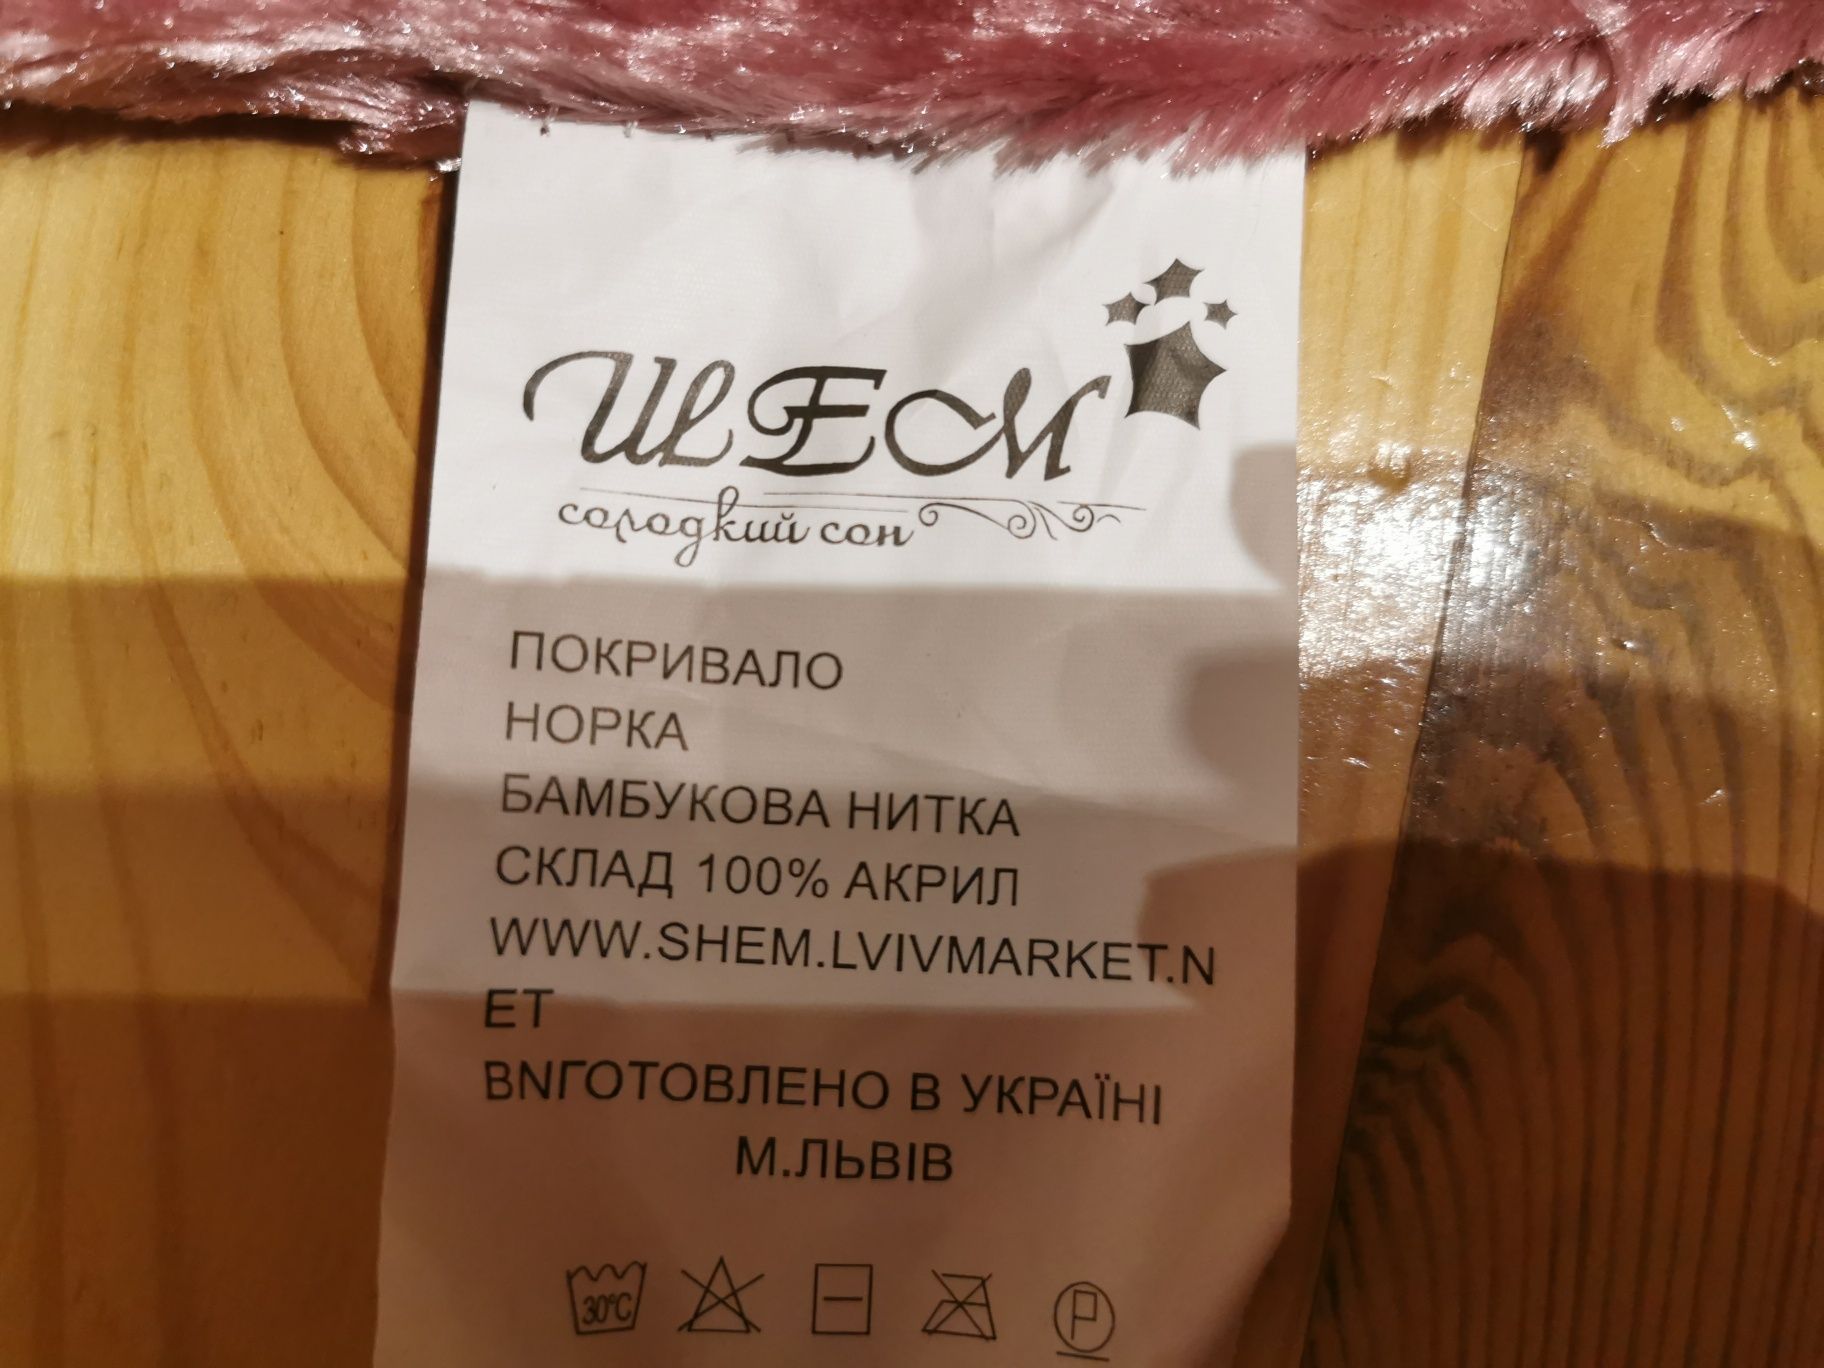 ШЕМ
солодкий сон
ПОКРИВАЛО
НОРКА
БАМБУКОВА НИТКА
СКЛАД 100% АКРИЛ
WWW.SHEM.LVIVMARKET.N
ET
ВNГОТОВЛЕНО В УКРАЇНІ
М.ЛЬВІВ
30°C
P